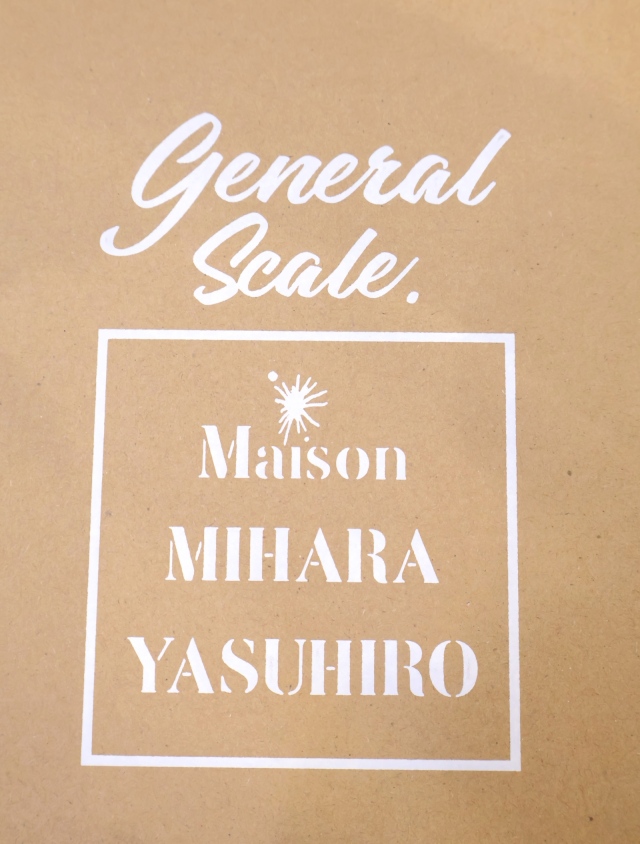 General
Scale.
Maison
MIHARA
YASUHIRO